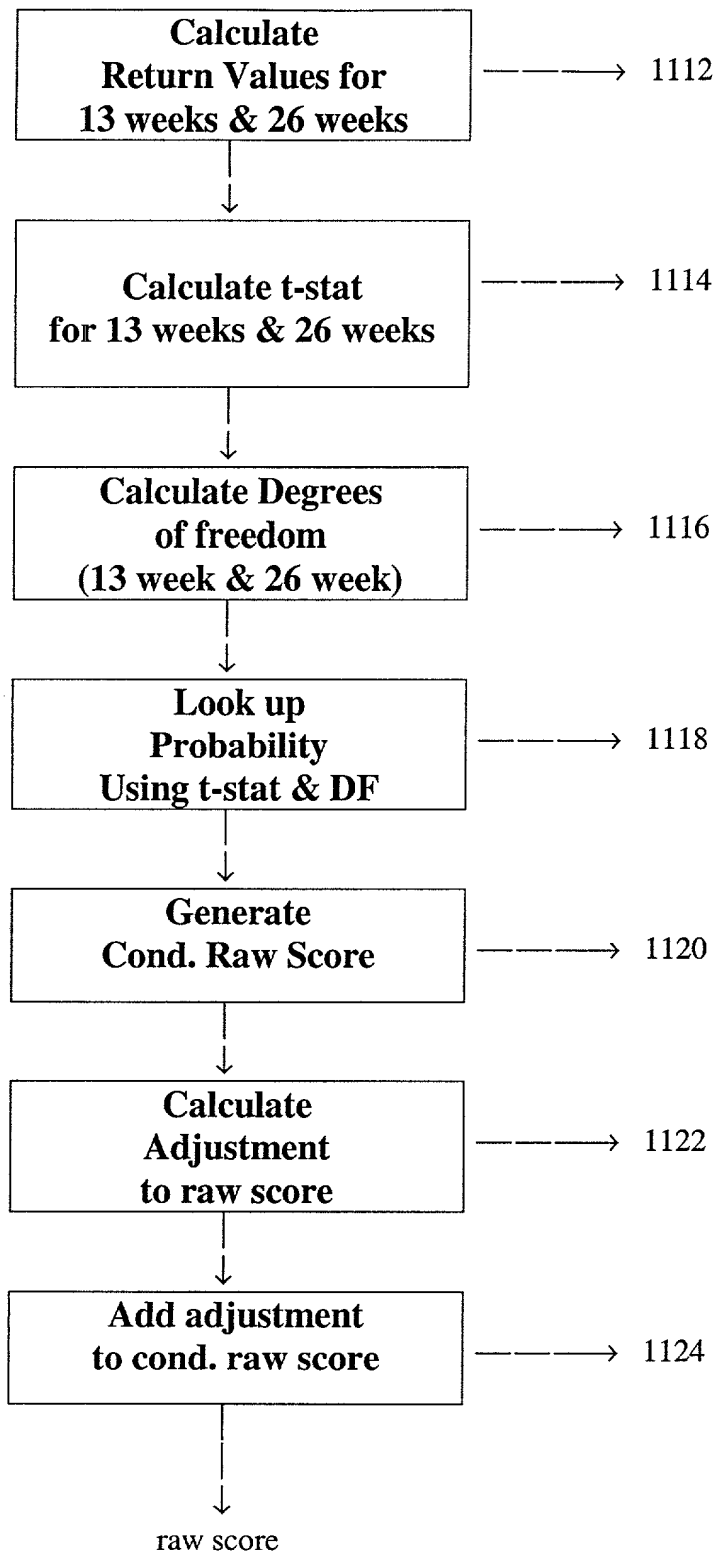 Calculate
Return Values for
13 weeks & 26 weeks
1112
Calculate t-stat
for 13 weeks & 26 weeks
1114
Calculate Degrees
of freedom
(13 week & 26 week)
1116
Look up
Probability
Using t-stat & DF
1118
Generate
Cond. Raw Score
1120
Calculate
Adjustment
to raw score
1122
Add adjustment
to cond. raw score
1124
raw score